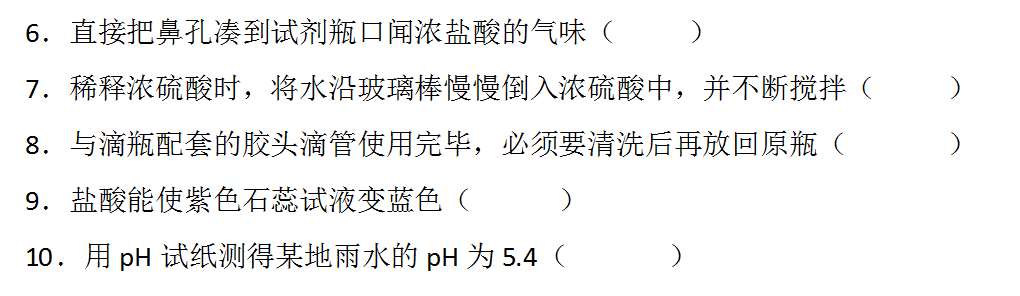 6. 直接把鼻孔凑到试剂瓶口闻浓盐酸的气味（　　）
7. 稀释浓硫酸时，将水沿玻璃棒慢慢倒入浓硫酸中，并不断搅拌（　　）
8. 与滴瓶配套的胶头滴管使用完毕，必须要清洗后再放回原瓶（　　）
9. 盐酸能使紫色石蕊试液变蓝色（　　）
10. 用 pH 试纸测得某地雨水的 pH 为 5.4（　　）